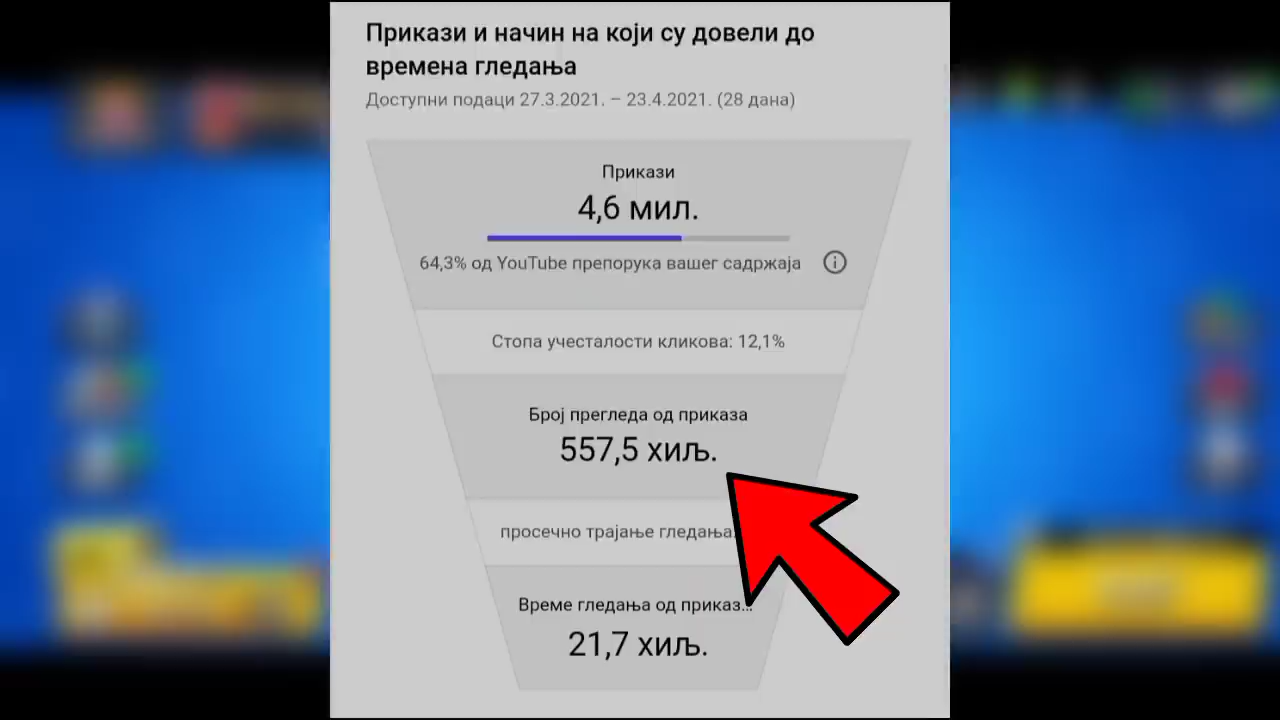 Прикази и начин на који су довели до
времена гледања
Доступни подаци 27.3.2021. – 23.4.2021. (28 дана)
Прикази
4,6 мил.
64,3% од YouTube препорука вашег садржаја
Стопа учесталости кликова: 12,1%
Број прегледа од приказа
557,5 хиљ.
просечно трајање гледања
Време гледања од приказ...
21,7 хиљ.